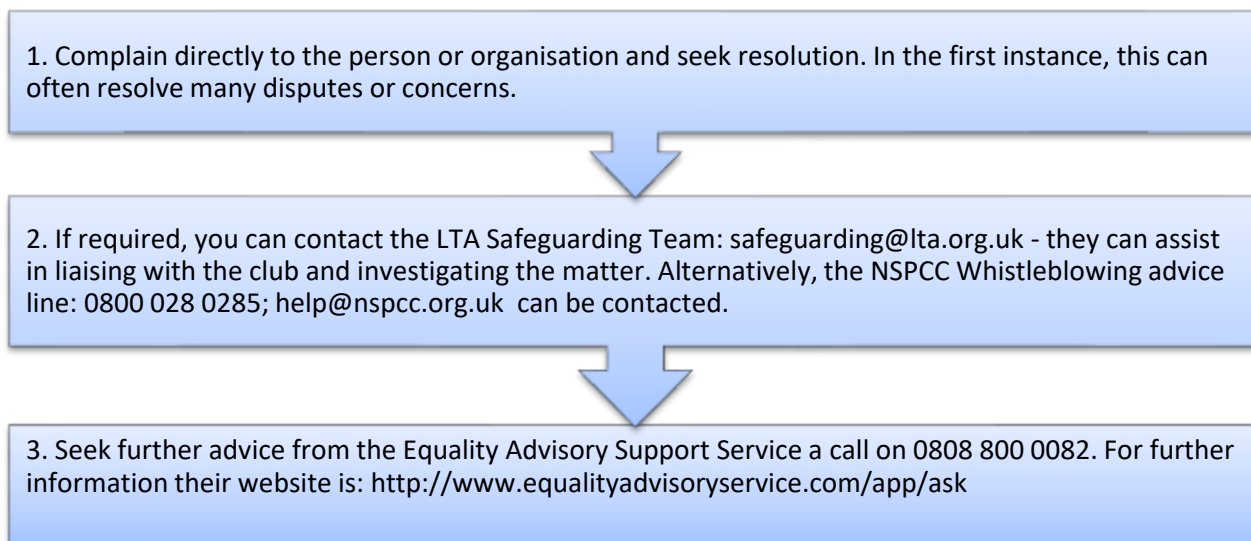 1. Complain directly to the person or organisation and seek resolution. In the first instance, this can
often resolve many disputes or concerns.
2. If required, you can contact the LTA Safeguarding Team: safeguarding@lta.org.uk - they can assist
in liaising with the club and investigating the matter. Alternatively, the NSPCC Whistleblowing advice
line: 0800 028 0285; help@nspcc.org.uk  can be contacted.
3. Seek further advice from the Equality Advisory Support Service a call on 0808 800 0082. For further
information their website is: http://www.equalityadvisoryservice.com/app/ask